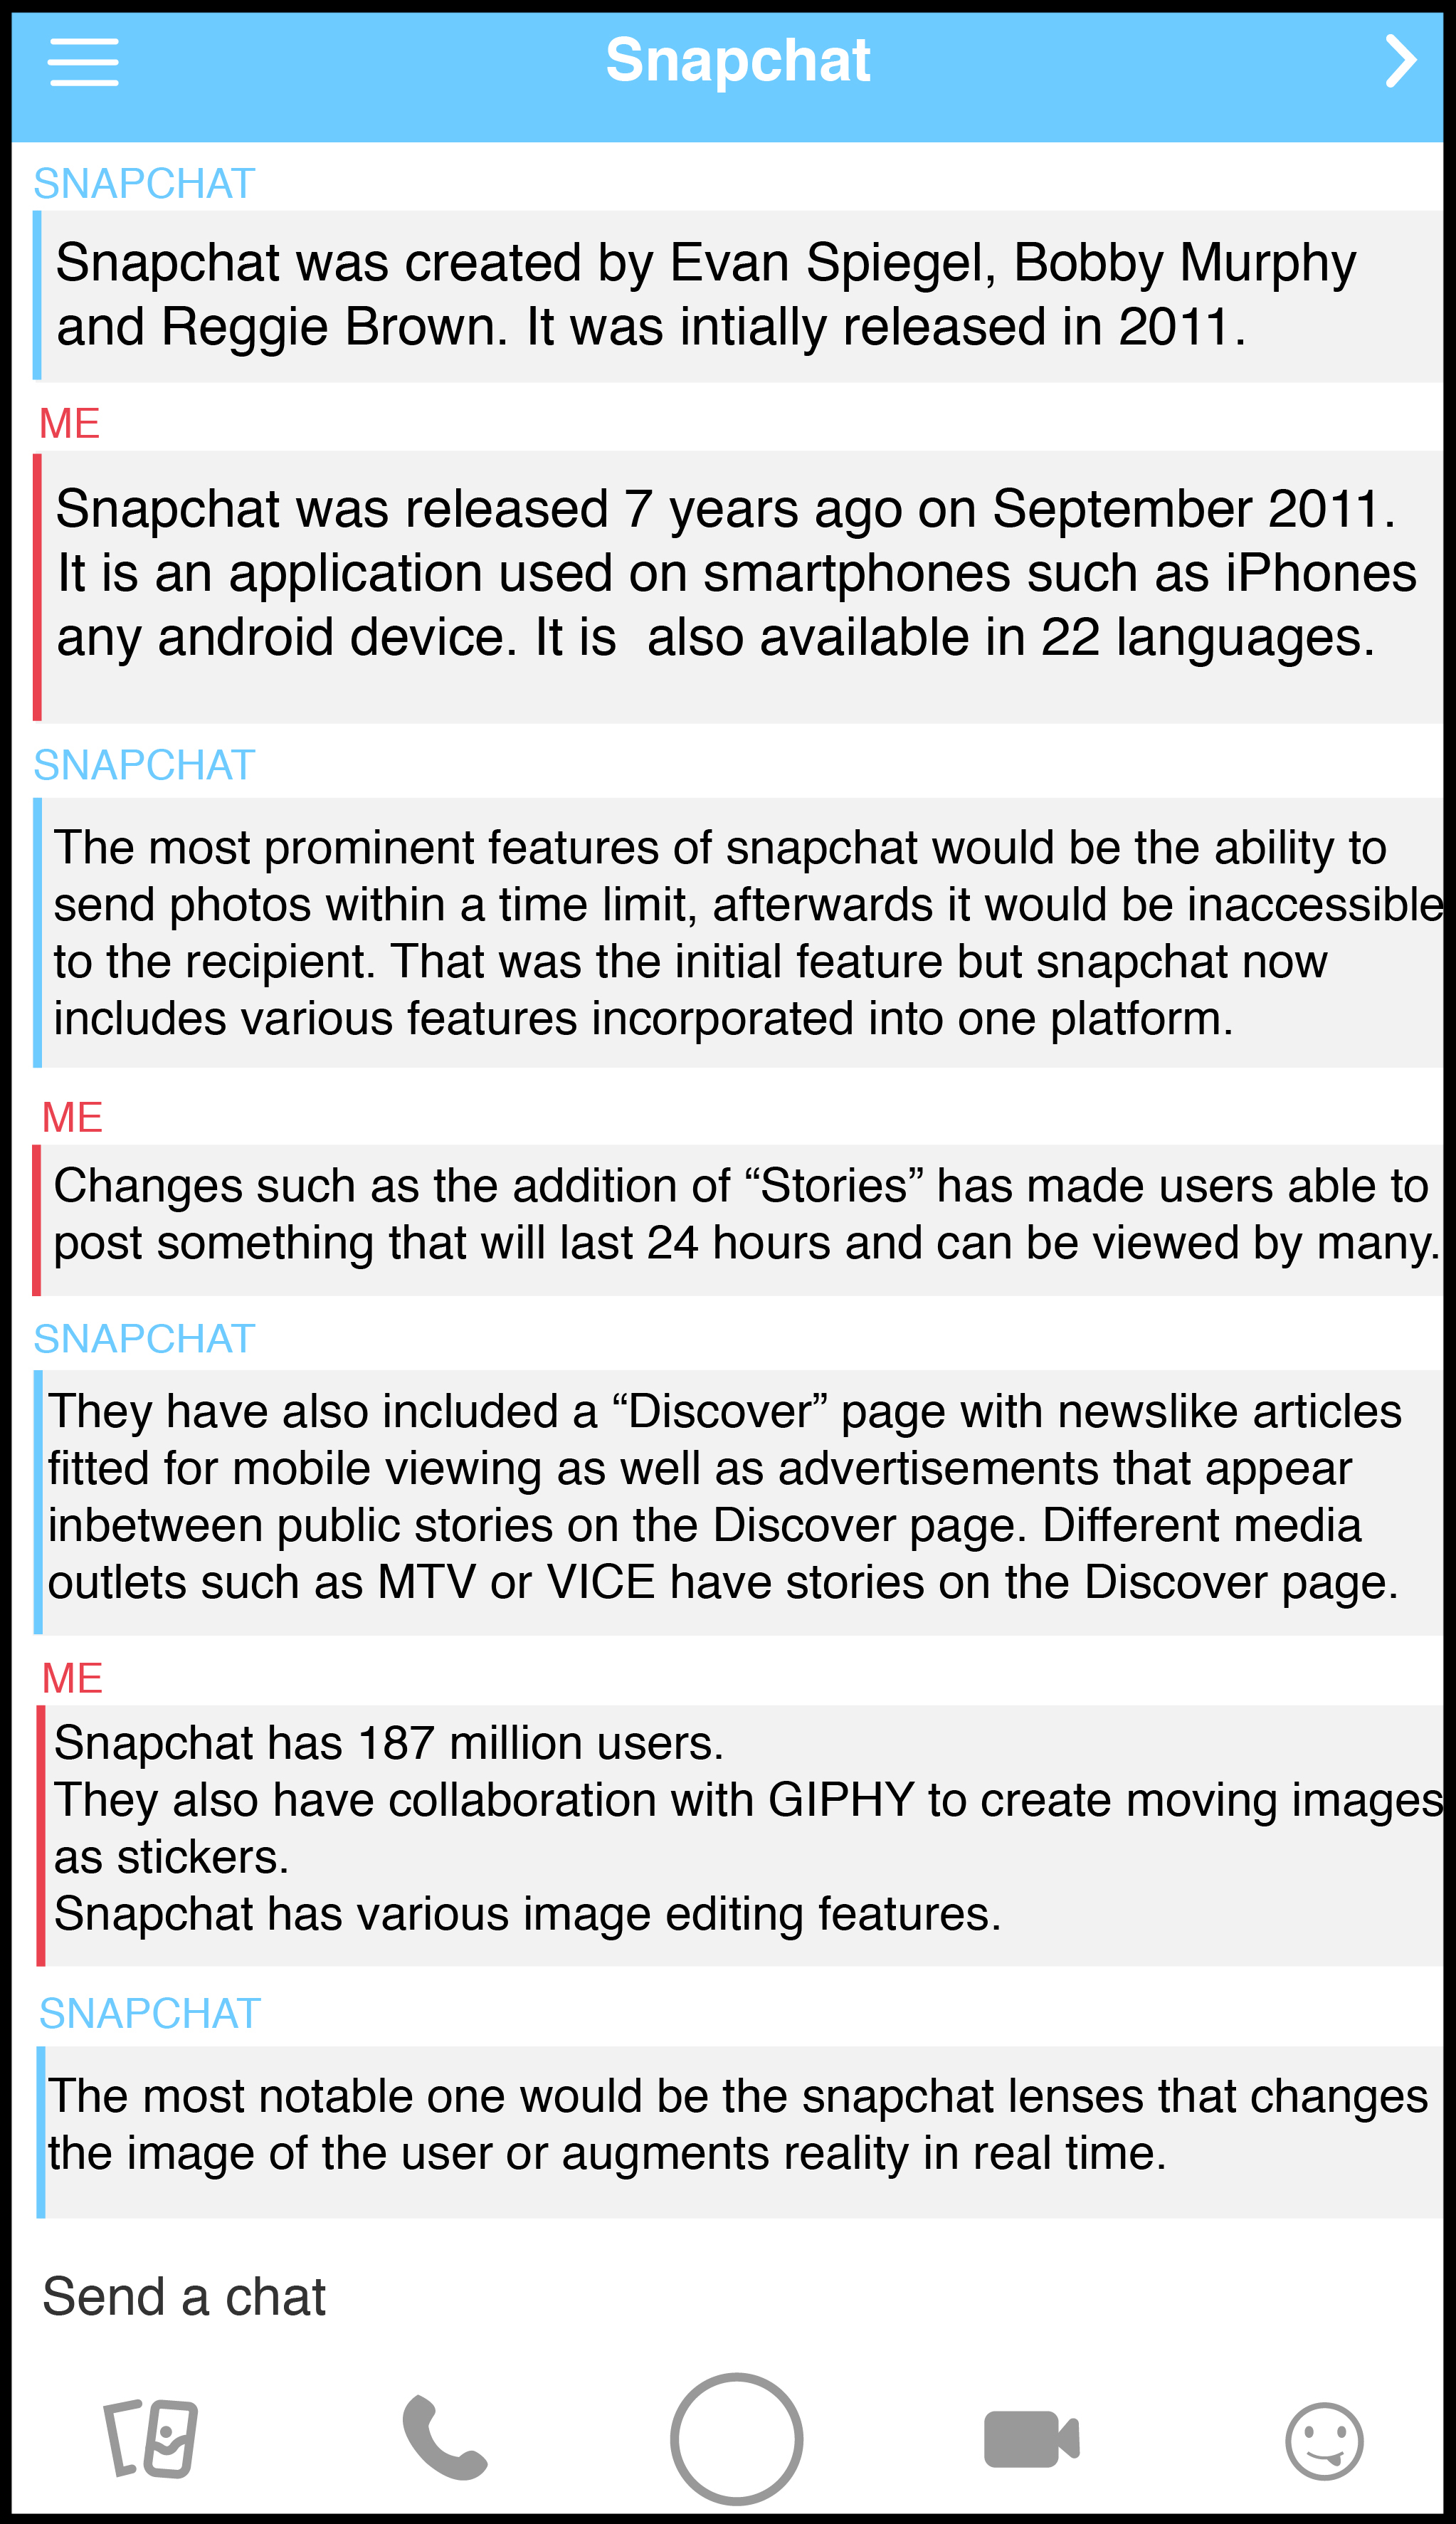 Snapchat
SNAPCHAT
Snapchat was created by Evan Spiegel, Bobby Murphy
and Reggie Brown. It was intially released in 2011.
ME
Snapchat was released 7 years ago on September 2011.
It is an application used on smartphones such as iPhones
any android device. It is  also available in 22 languages.
SNAPCHAT
The most prominent features of snapchat would be the ability to
send photos within a time limit, afterwards it would be inaccessible
to the recipient. That was the initial feature but snapchat now
includes various features incorporated into one platform.
ME
Changes such as the addition of “Stories” has made users able to
post something that will last 24 hours and can be viewed by many.
SNAPCHAT
They have also included a “Discover” page with newslike articles
fitted for mobile viewing as well as advertisements that appear
inbetween public stories on the Discover page. Different media
outlets such as MTV or VICE have stories on the Discover page.
ME
Snapchat has 187 million users.
They also have collaboration with GIPHY to create moving images
as stickers.
Snapchat has various image editing features.
SNAPCHAT
The most notable one would be the snapchat lenses that changes
the image of the user or augments reality in real time.
Send a chat